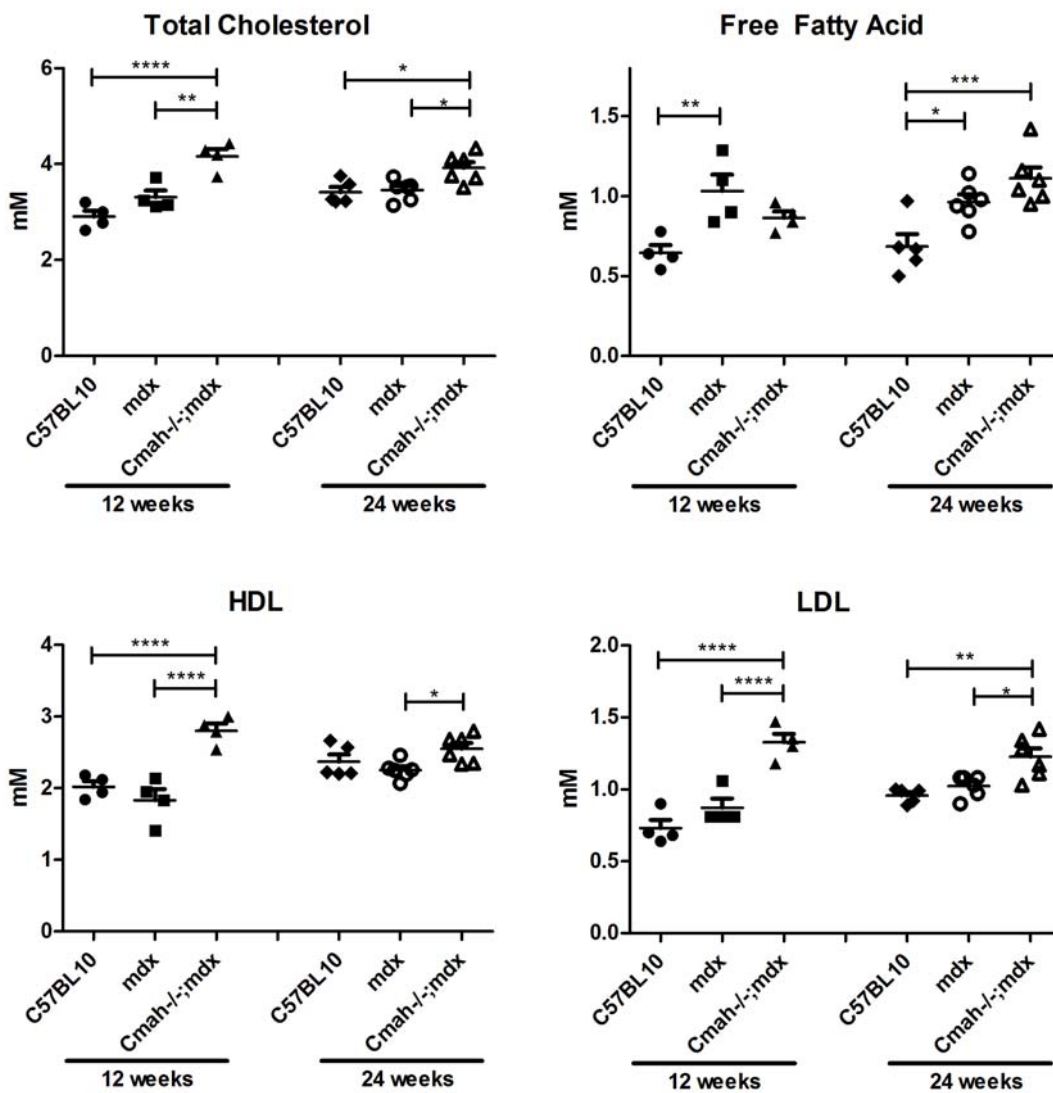 Total Cholesterol
6
4
2
0
mM
****
**
*
*
C57BL10
mdx
Cmah-/-;mdx
C57BL10
mdx
Cmah-/-;mdx
12 weeks
24 weeks
Free Fatty Acid
1.5
1.0
0.5
0.0
mM
**
***
*
C57BL10
mdx
Cmah-/-;mdx
C57BL10
mdx
Cmah-/-;mdx
12 weeks
24 weeks
HDL
4
3
2
1
0
mM
****
****
*
C57BL10
mdx
Cmah-/-;mdx
C57BL10
mdx
Cmah-/-;mdx
12 weeks
24 weeks
LDL
2.0
1.5
1.0
0.5
0.0
mM
****
****
**
*
C57BL10
mdx
Cmah-/-;mdx
C57BL10
mdx
Cmah-/-;mdx
12 weeks
24 weeks